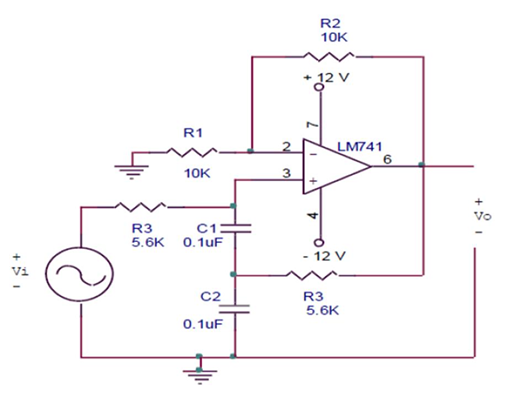 R2
10K
+ 12 V
7
R1
10K
2
LM741
-
6
3
+
R3
5.6K
C1
0.1uF
4
- 12 V
+
Vi
-
+
Vo
-
R3
5.6K
C2
0.1uF